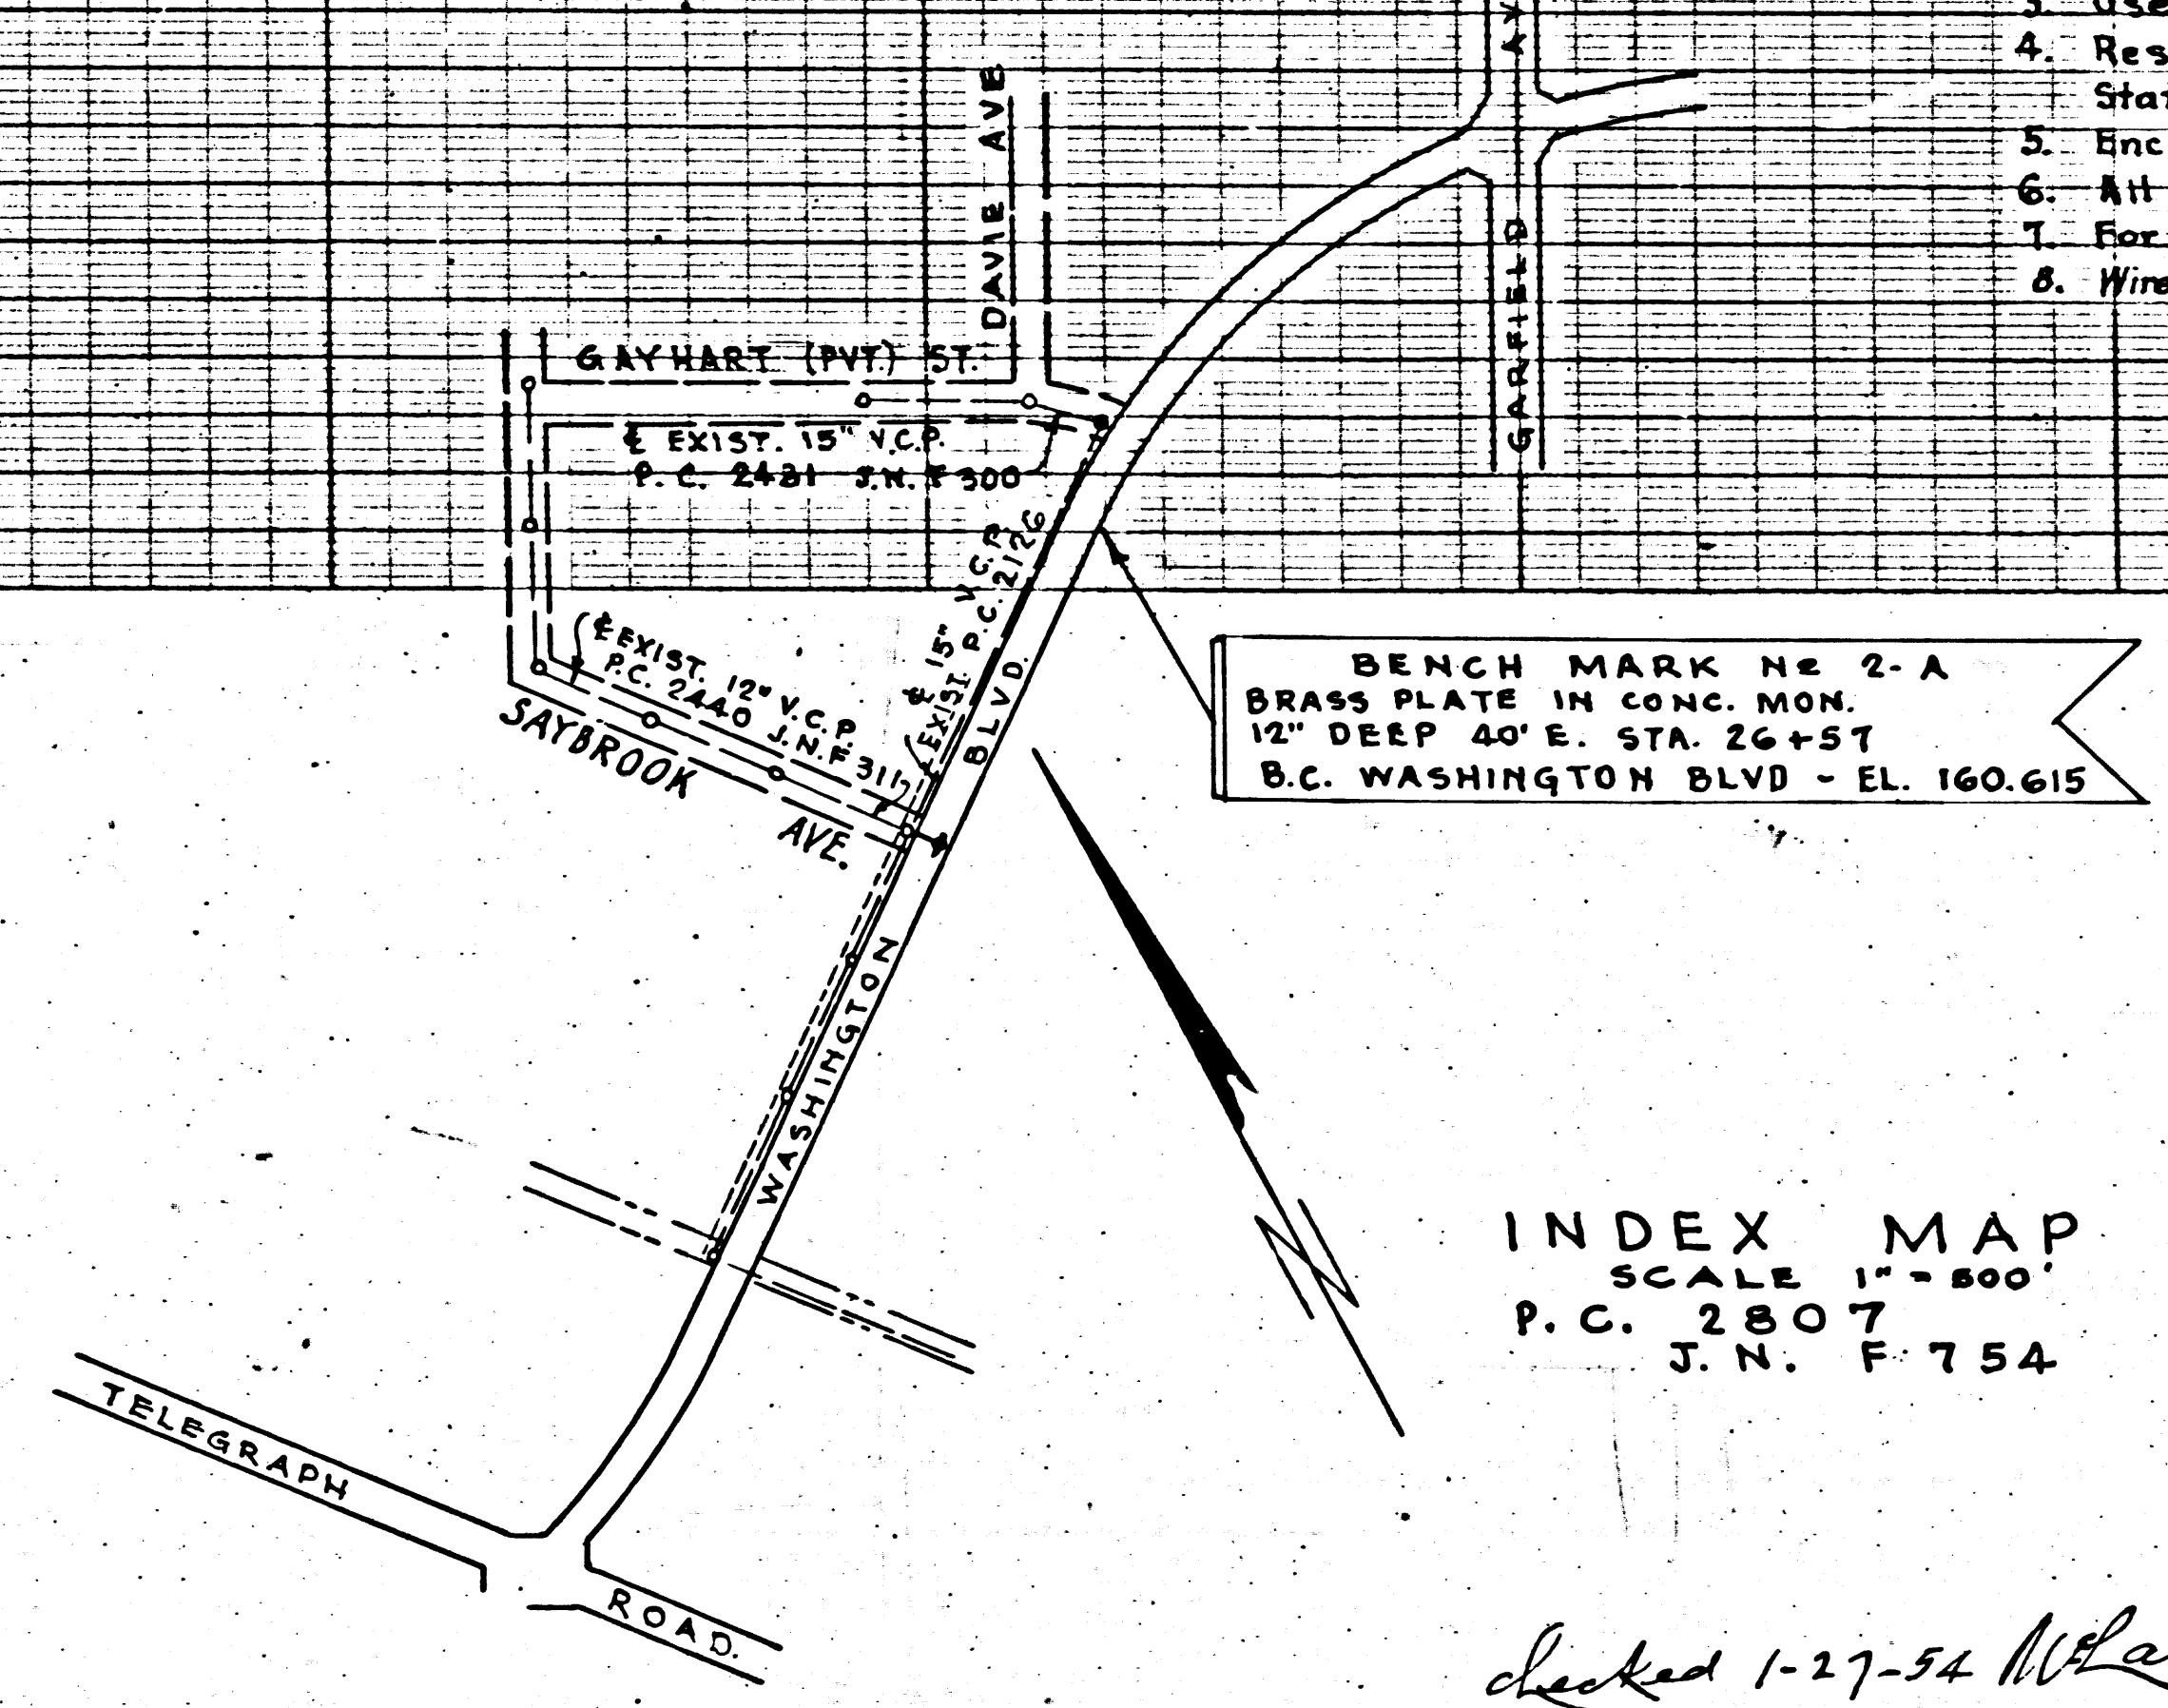 4. Res
Stat
5. Enc
6. All
7. For
8. Wire
DAVIE AVE
GARFIELD AV
GAYHART (PVT.) ST.
℄ EXIST. 15" V.C.P.
P.C. 2431 J.N. F 300
℄ 15" V.C.P.
EXIST. P.C. 2126
℄ EXIST. 12" V.C.P.
P.C. 2440 J.N. F 311
SAYBROOK AVE.
WASHINGTON BLVD.
BENCH MARK No 2-A
BRASS PLATE IN CONC. MON.
12" DEEP 40' E. STA. 26+57
B.C. WASHINGTON BLVD - EL. 160.615
N
INDEX MAP
SCALE 1" = 500'
P.C. 2807
J.N. F 754
TELEGRAPH ROAD.
checked 1-27-54